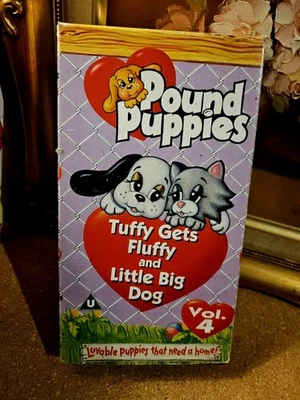 Pound
Puppies
Tuffy Gets
Fluffy
and
Little Big
Dog
U
Vol.
4
Lovable puppies that need a home!